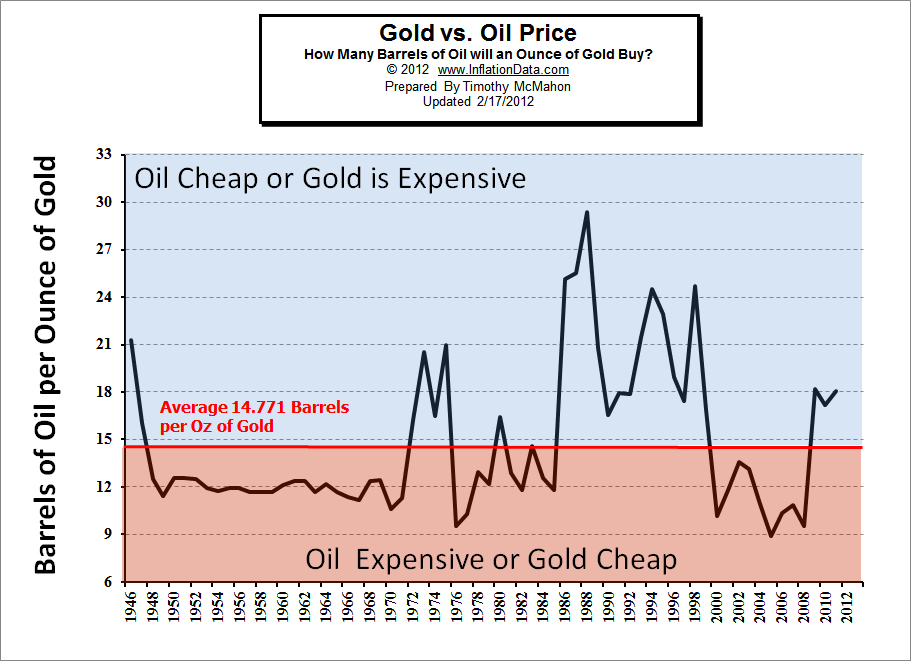 Gold vs. Oil Price
How Many Barrels of Oil will an Ounce of Gold Buy?
© 2012 www.InflationData.com
Prepared By Timothy McMahon
Updated 2/17/2012
Barrels of Oil per Ounce of Gold
33
30
27
24
21
18
15
12
9
6
Oil Cheap or Gold is Expensive
Average 14.771 Barrels
per Oz of Gold
Oil Expensive or Gold Cheap
1946 1948 1950 1952 1954 1956 1958 1960 1962 1964 1966 1968 1970 1972 1974 1976 1978 1980 1982 1984 1986 1988 1990 1992 1994 1996 1998 2000 2002 2004 2006 2008 2010 2012